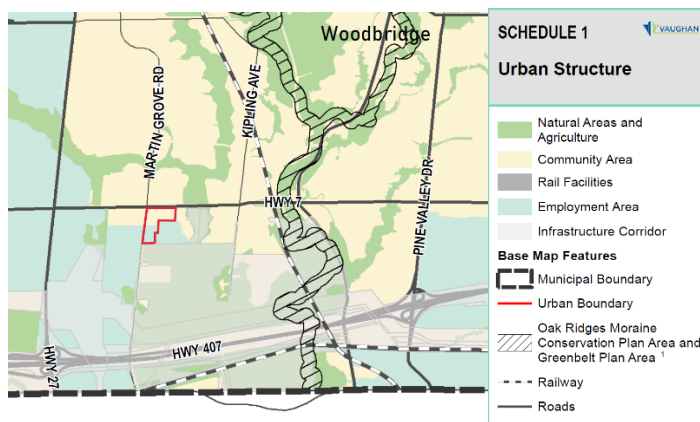 Woodbridge
MARTIN GROVE RD
KIPLING AVE
HWY 7
PINE VALLEY DR
HWY 407
HWY 27
SCHEDULE 1
VAUGHAN
Urban Structure
Natural Areas and
Agriculture
Community Area
Rail Facilities
Employment Area
Infrastructure Corridor
Base Map Features
Municipal Boundary
Urban Boundary
Oak Ridges Moraine
Conservation Plan Area and
Greenbelt Plan Area 1
Railway
Roads